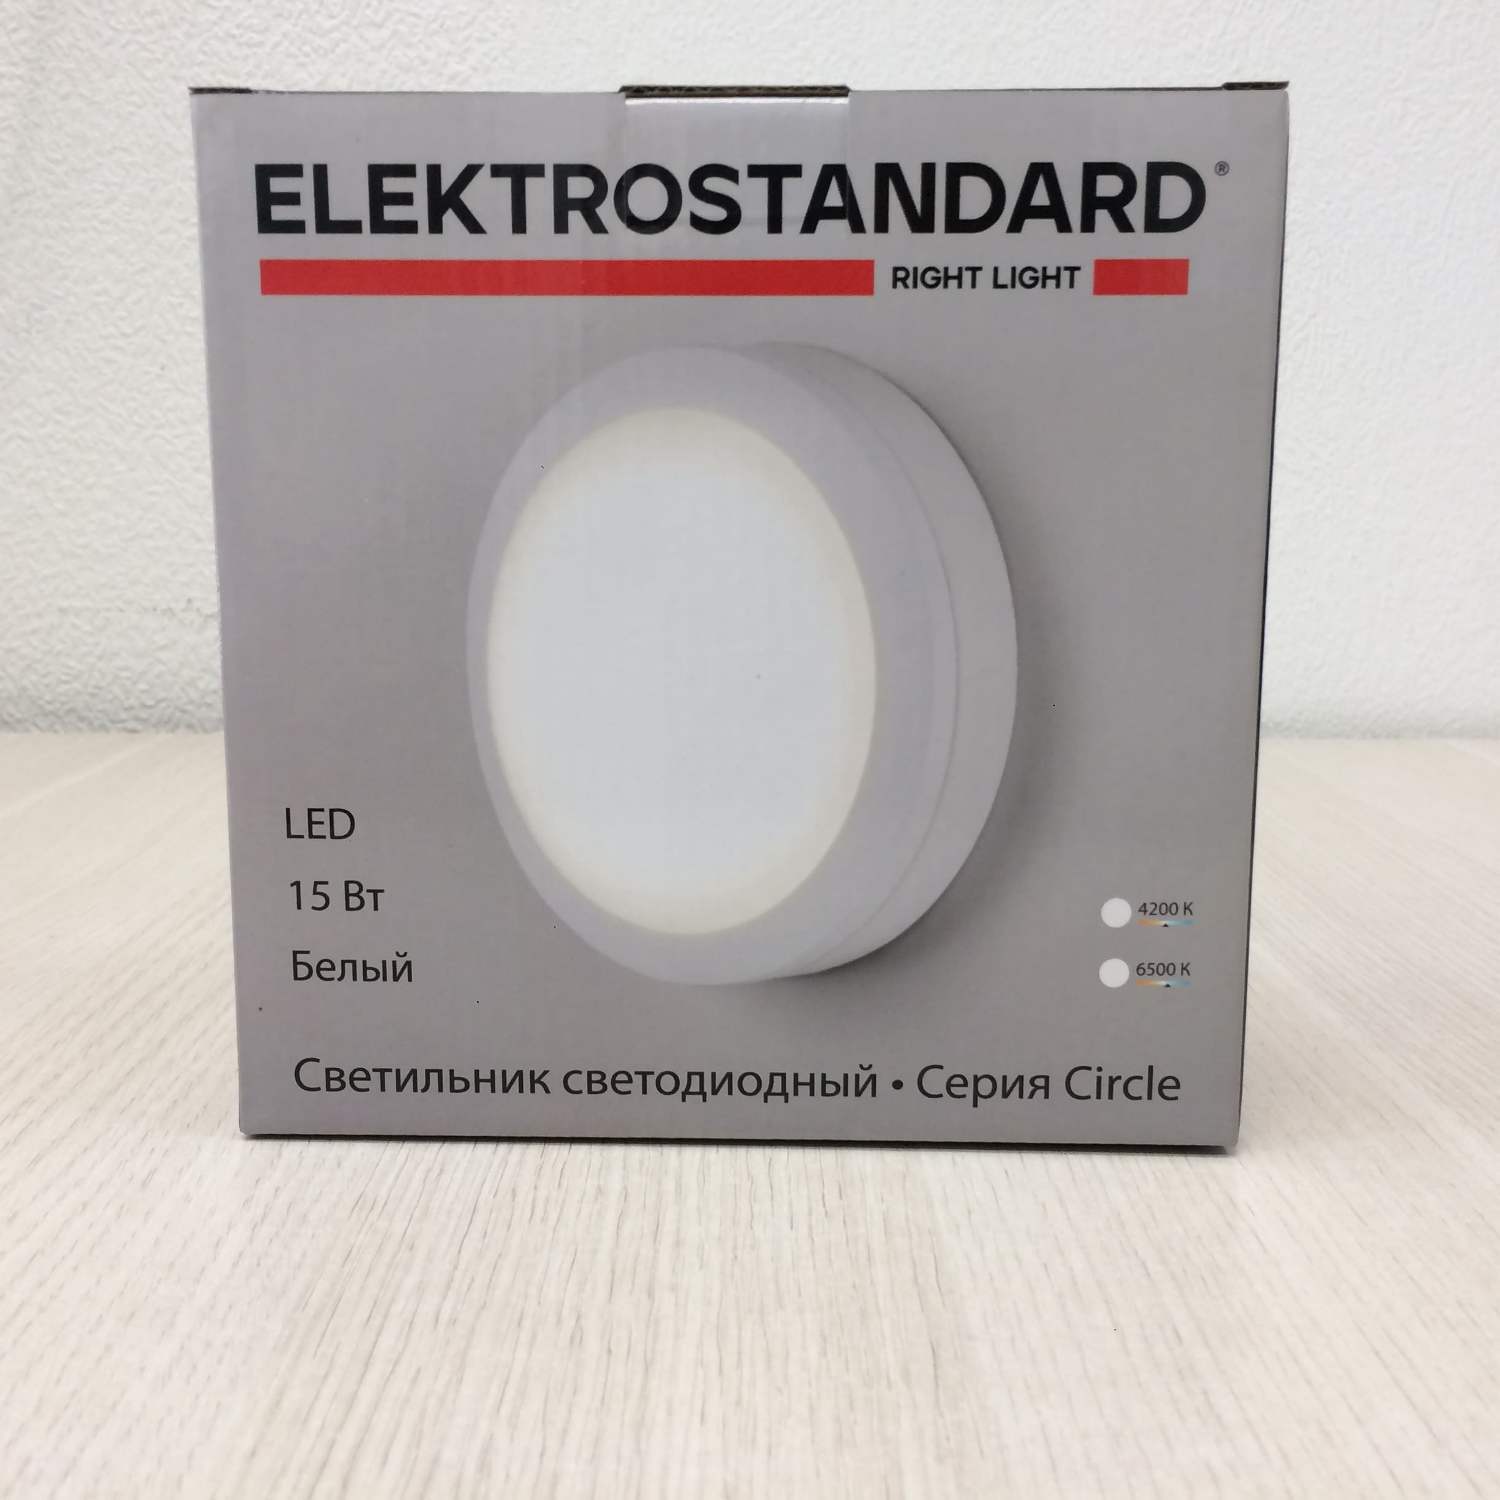 ELEKTROSTANDARD®
RIGHT LIGHT
LED
15 Вт
Белый
4200 K
6500 K
Светильник светодиодный • Серия Circle